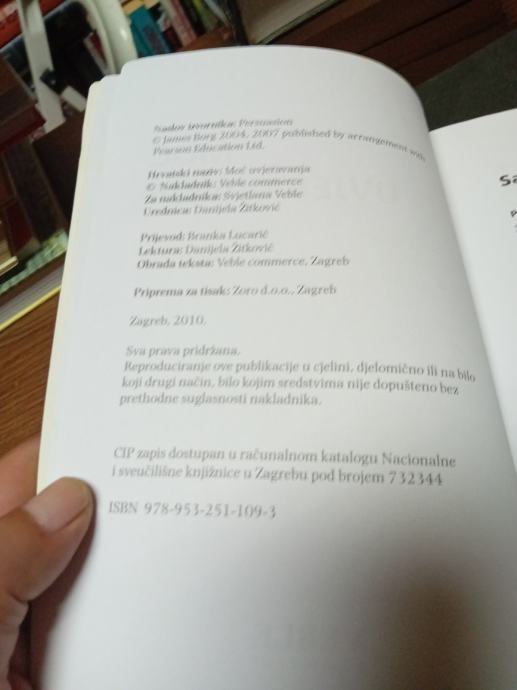 Naslov izvornika: Persuasion
© James Borg 2004, 2007 published by arrangement with
Pearson Education Ltd.
Hrvatski naziv: Moć uvjeravanja
© Nakladnik: Veble commerce
Za nakladnika: Svjetlana Veble
Urednica: Danijela Žitković
Prijevod: Branka Lucarić
Lektura: Danijela Žitković
Obrada teksta: Veble commerce, Zagreb
Priprema za tisak: Zoro d.o.o., Zagreb
Zagreb, 2010.
Sva prava pridržana.
Reproduciranje ove publikacije u cjelini, djelomično ili na bilo
koji drugi način, bilo kojim sredstvima nije dopušteno bez
prethodne suglasnosti nakladnika.
CIP zapis dostupan u računalnom katalogu Nacionalne
i sveučilišne knjižnice u Zagrebu pod brojem 732344
ISBN 978-953-251-109-3